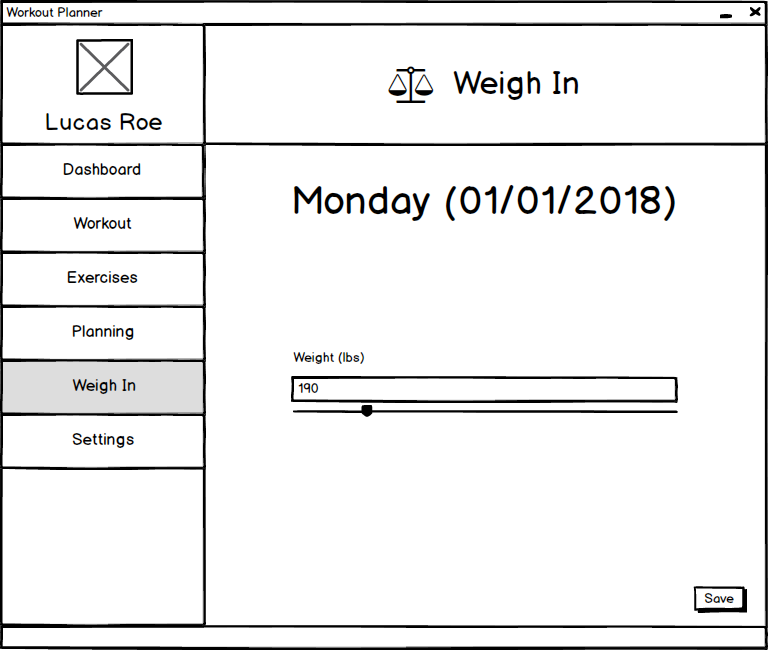 Workout Planner
Lucas Roe
Weigh In
Dashboard
Workout
Exercises
Planning
Weigh In
Settings
Monday (01/01/2018)
Weight (lbs)
190
Save